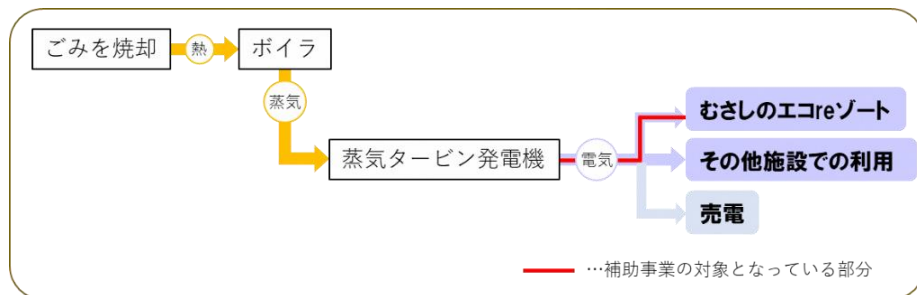 ごみを焼却
熱
ボイラ
蒸気
蒸気タービン発電機
電気
むさしのエコreゾート
その他施設での利用
売電
…補助事業の対象となっている部分